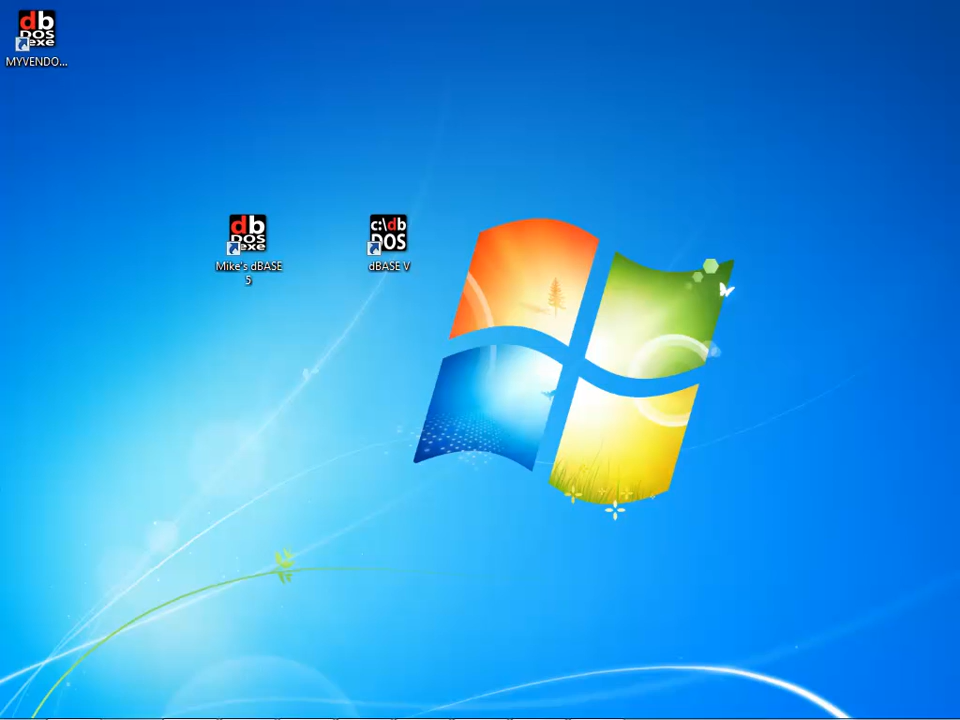 db
DOS
exe
MYVENDO...
db
DOS
exe
Mike's dBASE
5
c:\db
DOS
dBASE V